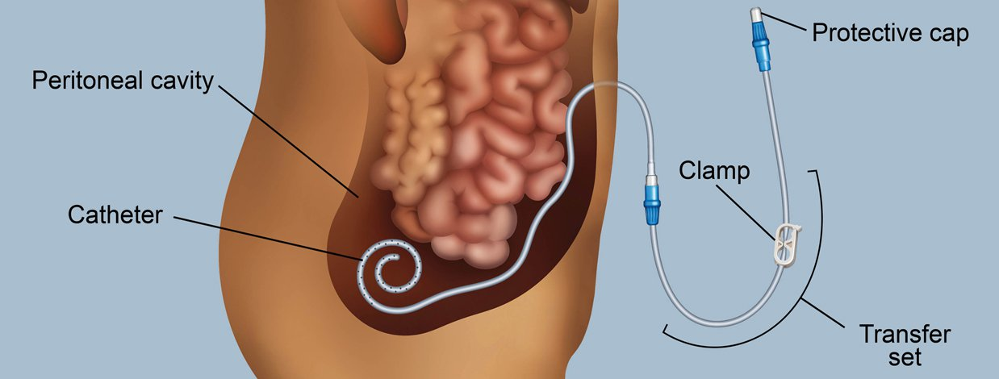 Protective cap
Peritoneal cavity
Clamp
Catheter
Transfer
set